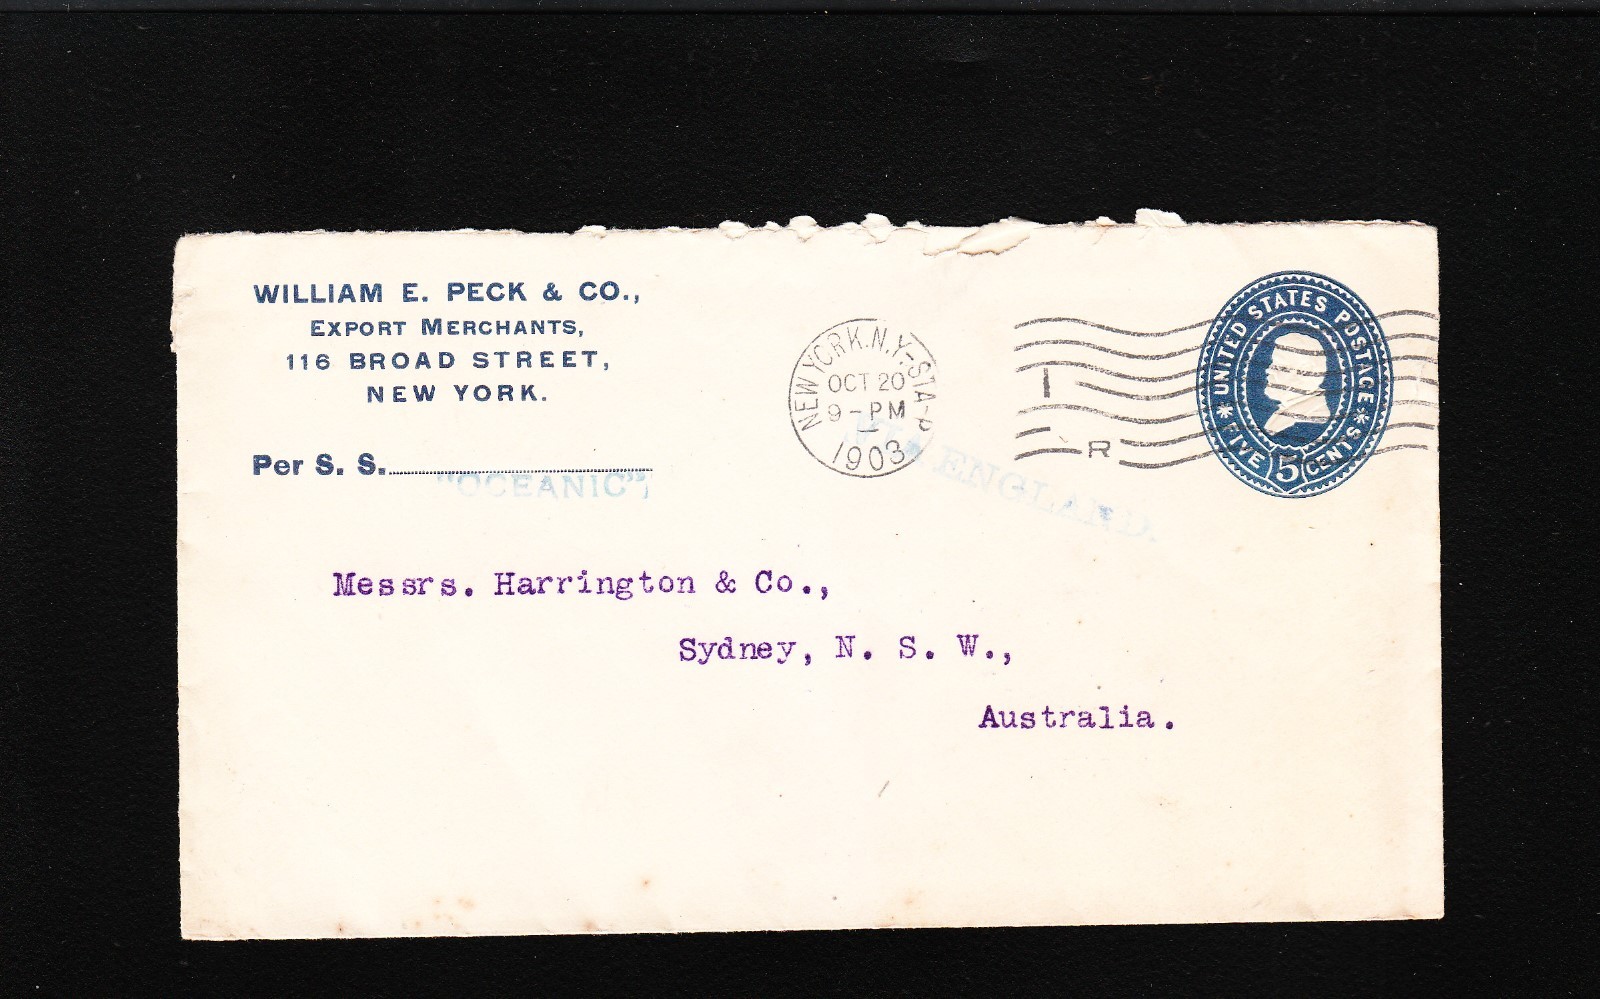 WILLIAM E. PECK & CO.,
EXPORT MERCHANTS,
116 BROAD STREET,
NEW YORK.
Per S. S.
"OCEANIC",
NEW YORK.N.Y-STA-P
OCT 20
9-PM
1903
I
R
UNITED STATES POSTAGE
FIVE 5 CENTS
ENGLAND.
Messrs. Harrington & Co.,
Sydney, N. S. W.,
Australia.